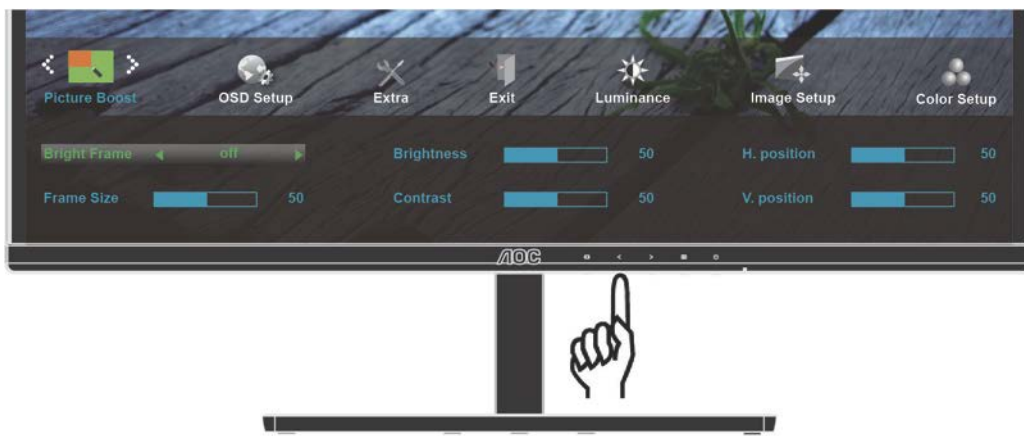 Picture Boost OSD Setup Extra Exit Luminance Image Setup Color Setup
Bright Frame off Brightness 50 H. position 50
Frame Size 50 Contrast 50 V. position 50
AOC